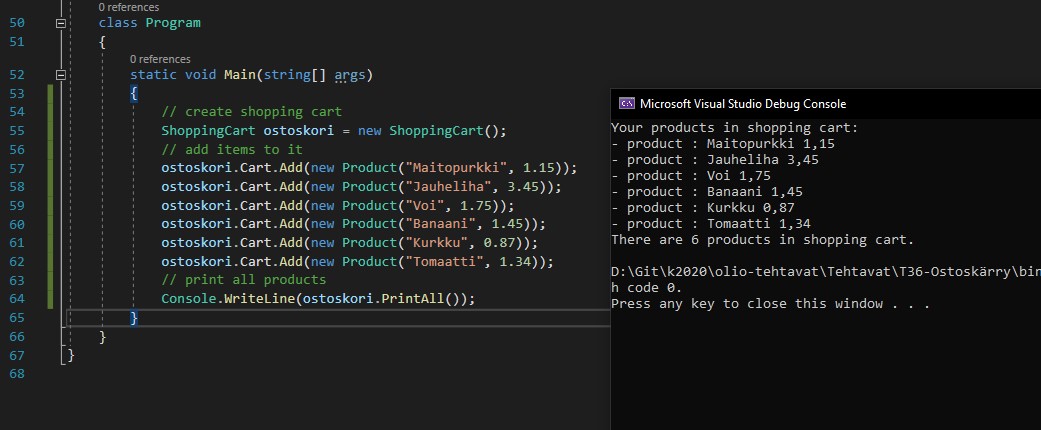 0 references
50 class Program
51 {
0 references
52 static void Main(string[] args)
53 {
54 // create shopping cart
55 ShoppingCart ostoskori = new ShoppingCart();
56 // add items to it
57 ostoskori.Cart.Add(new Product("Maitopurkki", 1.15));
58 ostoskori.Cart.Add(new Product("Jauheliha", 3.45));
59 ostoskori.Cart.Add(new Product("Voi", 1.75));
60 ostoskori.Cart.Add(new Product("Banaani", 1.45));
61 ostoskori.Cart.Add(new Product("Kurkku", 0.87));
62 ostoskori.Cart.Add(new Product("Tomaatti", 1.34));
63 // print all products
64 Console.WriteLine(ostoskori.PrintAll());
65 }
66 }
67 }
68
Microsoft Visual Studio Debug Console
Your products in shopping cart:
- product : Maitopurkki 1,15
- product : Jauheliha 3,45
- product : Voi 1,75
- product : Banaani 1,45
- product : Kurkku 0,87
- product : Tomaatti 1,34
There are 6 products in shopping cart.
D:\Git\k2020\olio-tehtavat\Tehtavat\T36-Ostoskärry\bin
h code 0.
Press any key to close this window . . .